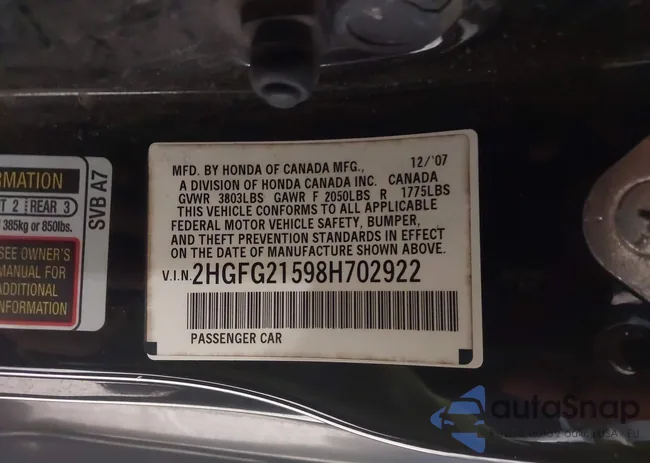 RMATION
T 2 REAR 3
385kg or 850lbs.
SEE OWNER'S
MANUAL FOR
ADDITIONAL
NFORMATION
SVB A7
MFD. BY HONDA OF CANADA MFG., 12/'07
A DIVISION OF HONDA CANADA INC. CANADA
GVWR 3803LBS GAWR F 2050LBS R 1775LBS
THIS VEHICLE CONFORMS TO ALL APPLICABLE
FEDERAL MOTOR VEHICLE SAFETY, BUMPER,
AND THEFT PREVENTION STANDARDS IN EFFECT
ON THE DATE OF MANUFACTURE SHOWN ABOVE.
V.I.N. 2HGFG21598H702922
PASSENGER CAR
autoSnap